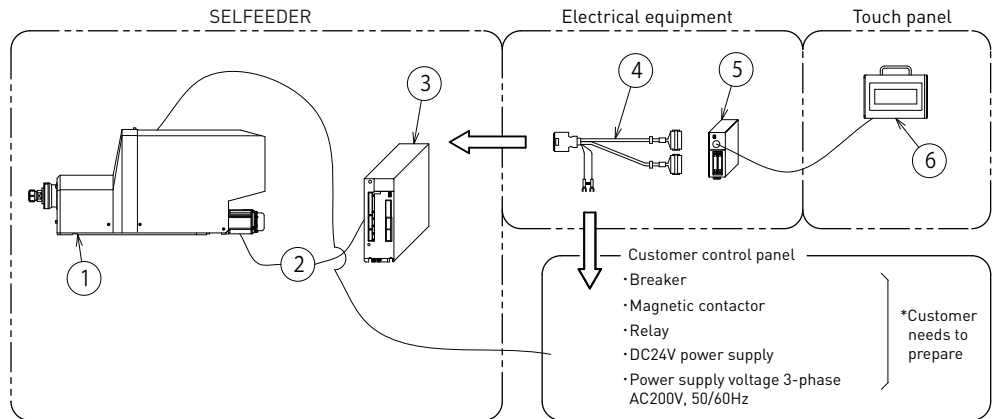 SELFEEDER
Electrical equipment
Touch panel
3
4
5
6
1
2
Customer control panel
・Breaker
・Magnetic contactor
・Relay
・DC24V power supply
・Power supply voltage 3-phase
AC200V, 50/60Hz
*Customer
needs to
prepare